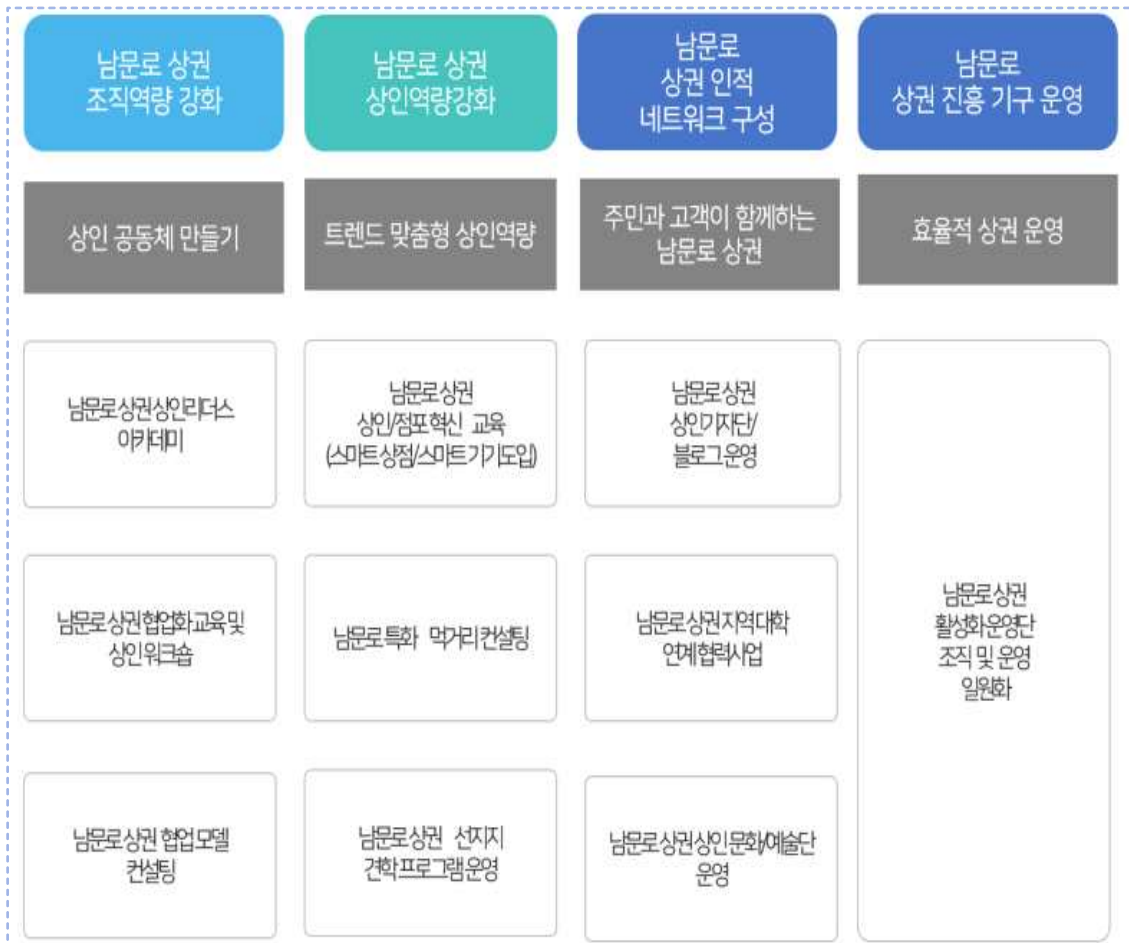 남문로 상권
조직역량 강화
남문로 상권
상인역량강화
남문로
상권 인적
네트워크 구성
남문로
상권 진흥 기구 운영
상인 공동체 만들기
트렌드 맞춤형 상인역량
주민과 고객이 함께하는
남문로 상권
효율적 상권 운영
남문로상권상인리더스
아카데미
남문로상권
상인/점포혁신 교육
(스마트상점/스마트기기도입)
남문로상권
상인기자단/
블로그운영
남문로상권
활성화운영단
조직 및 운영
일원화
남문로상권협업화교육및
상인워크숍
남문로특화 먹거리컨설팅
남문로상권지역대학
연계협력사업
남문로상권 협업모델
컨설팅
남문로상권 선지지
견학프로그램운영
남문로상권상인문화/예술단
운영